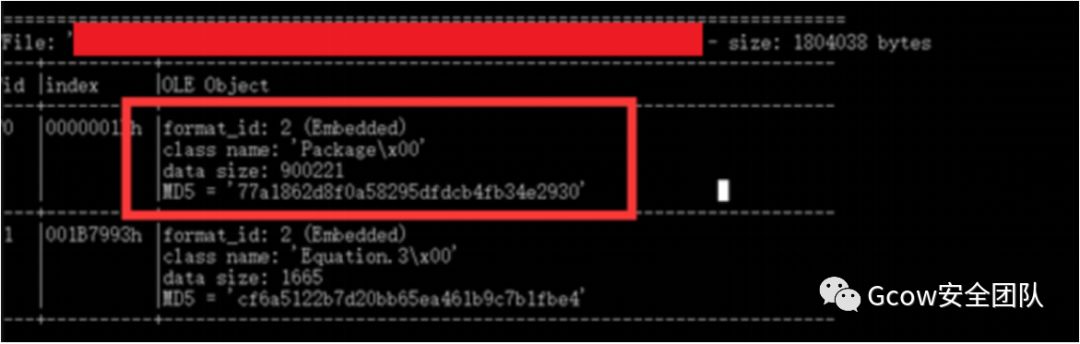 File: ' - size: 1804038 bytes
id |index |OLE Object
0 |0000001 h |format_id: 2 (Embedded)
class name: 'Package\x00'
data size: 900221
MD5 = '77a1862d8f0a58295dfdcb4fb34e2930'
1 |001B7993h |format_id: 2 (Embedded)
class name: 'Equation.3\x00'
data size: 1665
MD5 = 'cf6a5122b7d20bb65ea461b9c7b1fbe4'
Gcow安全团队